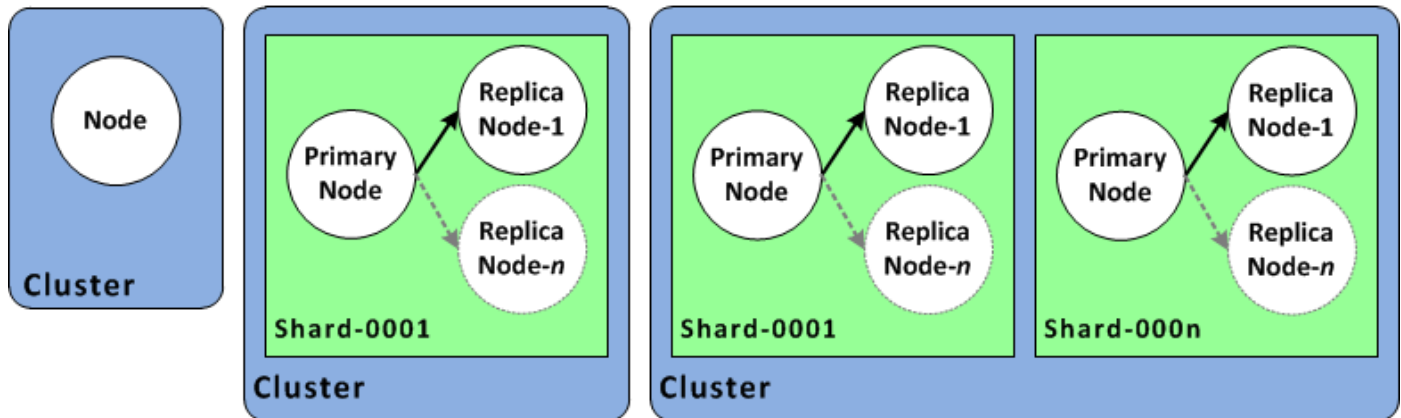 Node
Cluster
Primary
Node
Replica
Node-1
Replica
Node-n
Shard-0001
Cluster
Primary
Node
Replica
Node-1
Replica
Node-n
Shard-0001
Primary
Node
Replica
Node-1
Replica
Node-n
Shard-000n
Cluster